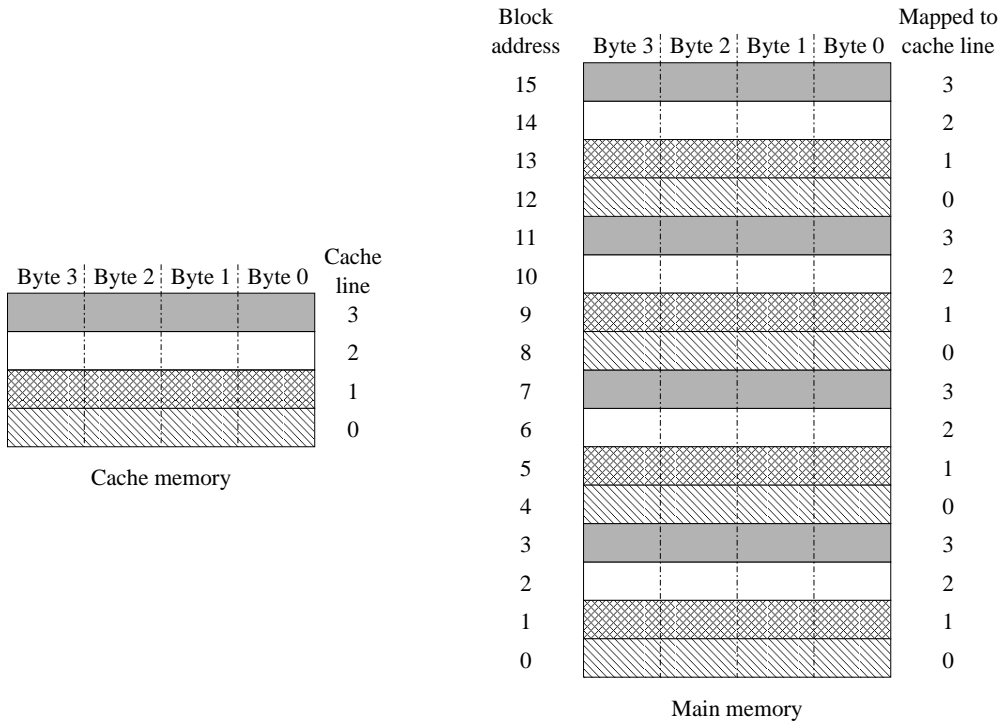 Cache
line
Byte 3 Byte 2 Byte 1 Byte 0
3
2
1
0
Cache memory
Block
address
Mapped to
cache line
Byte 3 Byte 2 Byte 1 Byte 0
15 3
14 2
13 1
12 0
11 3
10 2
9 1
8 0
7 3
6 2
5 1
4 0
3 3
2 2
1 1
0 0
Main memory